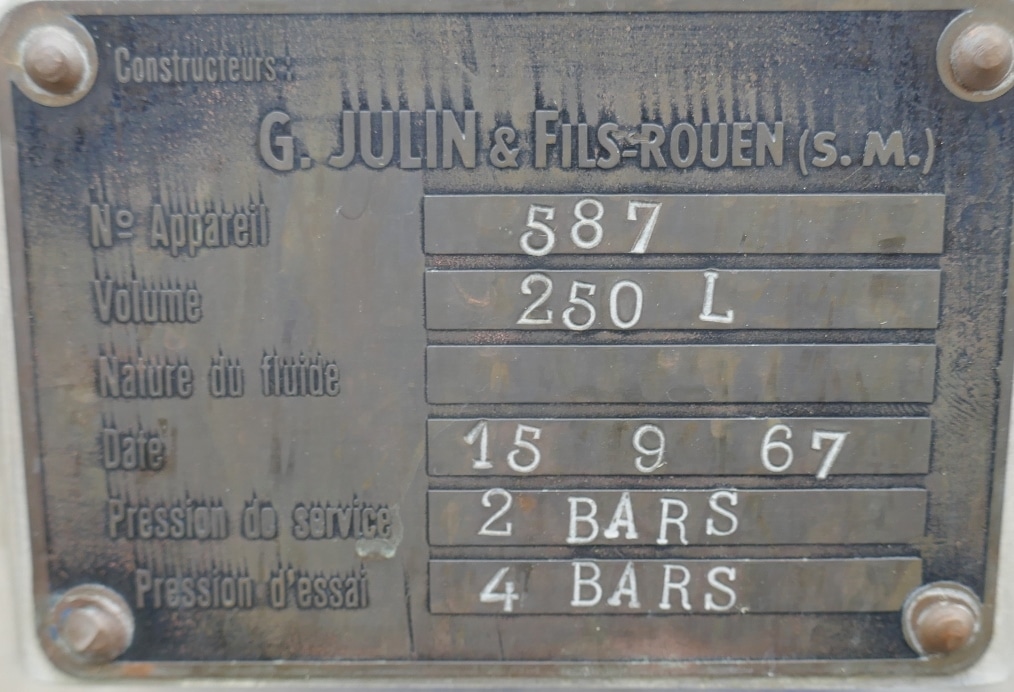 Constructeurs :
G. JULIN & FILS-ROUEN (S. M.)
Nº Appareil 587
Volume 250 L
Nature du fluide
Date 15 9 67
Pression de service 2 BARS
Pression d'essai 4 BARS